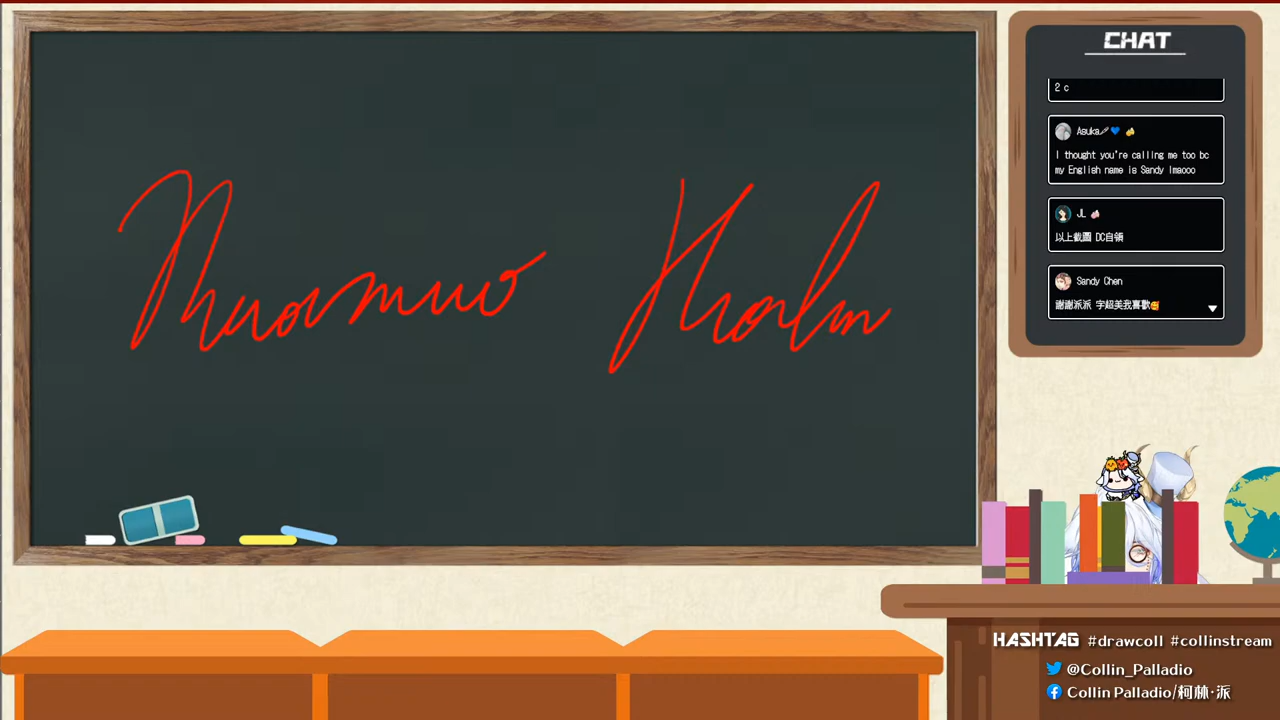 CHAT
2 c
Asuka
I thought you're calling me too bc
my English name is Sandy lmaooo
JL
以上截圖 DC自領
Sandy Chen
謝謝派派 字超美我喜歡
HASHTAG #drawcoll #collinstream
@Collin_Palladio
Collin Palladio/柯林·派